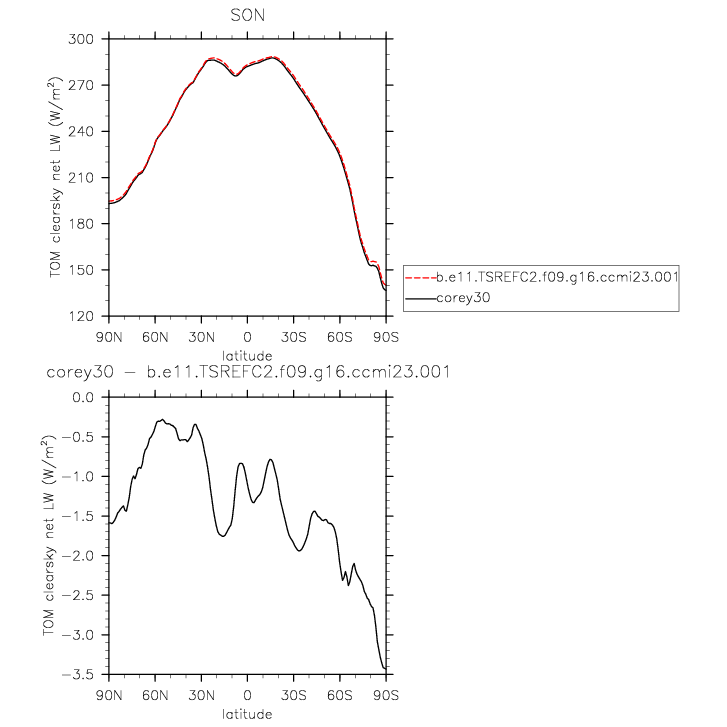 SON
300
270
240
210
180
150
120
TOM clearsky net LW (W/m²)
90N 60N 30N 0 30S 60S 90S
latitude
b.e11.TSREFC2.f09.g16.ccmi23.001
corey30
corey30 − b.e11.TSREFC2.f09.g16.ccmi23.001
0.0
−0.5
−1.0
−1.5
−2.0
−2.5
−3.0
−3.5
TOM clearsky net LW (W/m²)
90N 60N 30N 0 30S 60S 90S
latitude